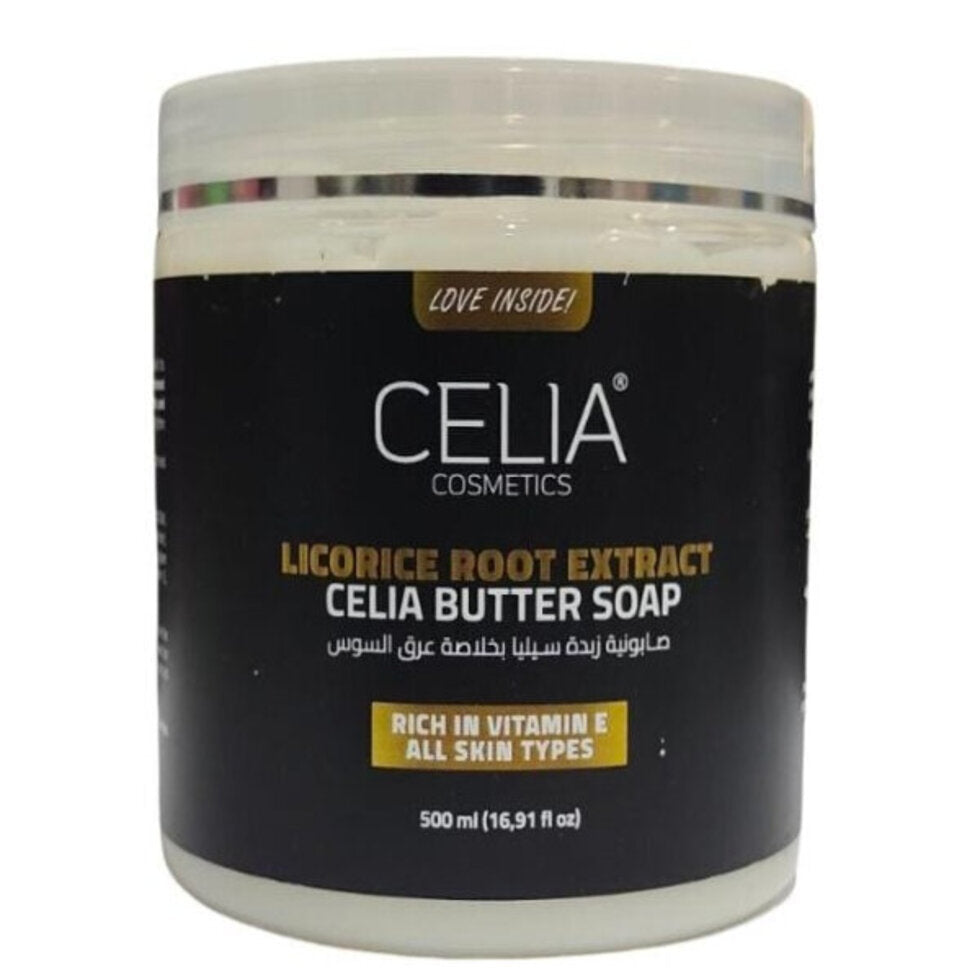 LOVE INSIDE!
CELIA®
COSMETICS
LICORICE ROOT EXTRACT
CELIA BUTTER SOAP
صابونية زبدة سيليا بخلاصة عرق السوس
RICH IN VITAMIN E
ALL SKIN TYPES
500 ml (16,91 fl oz)